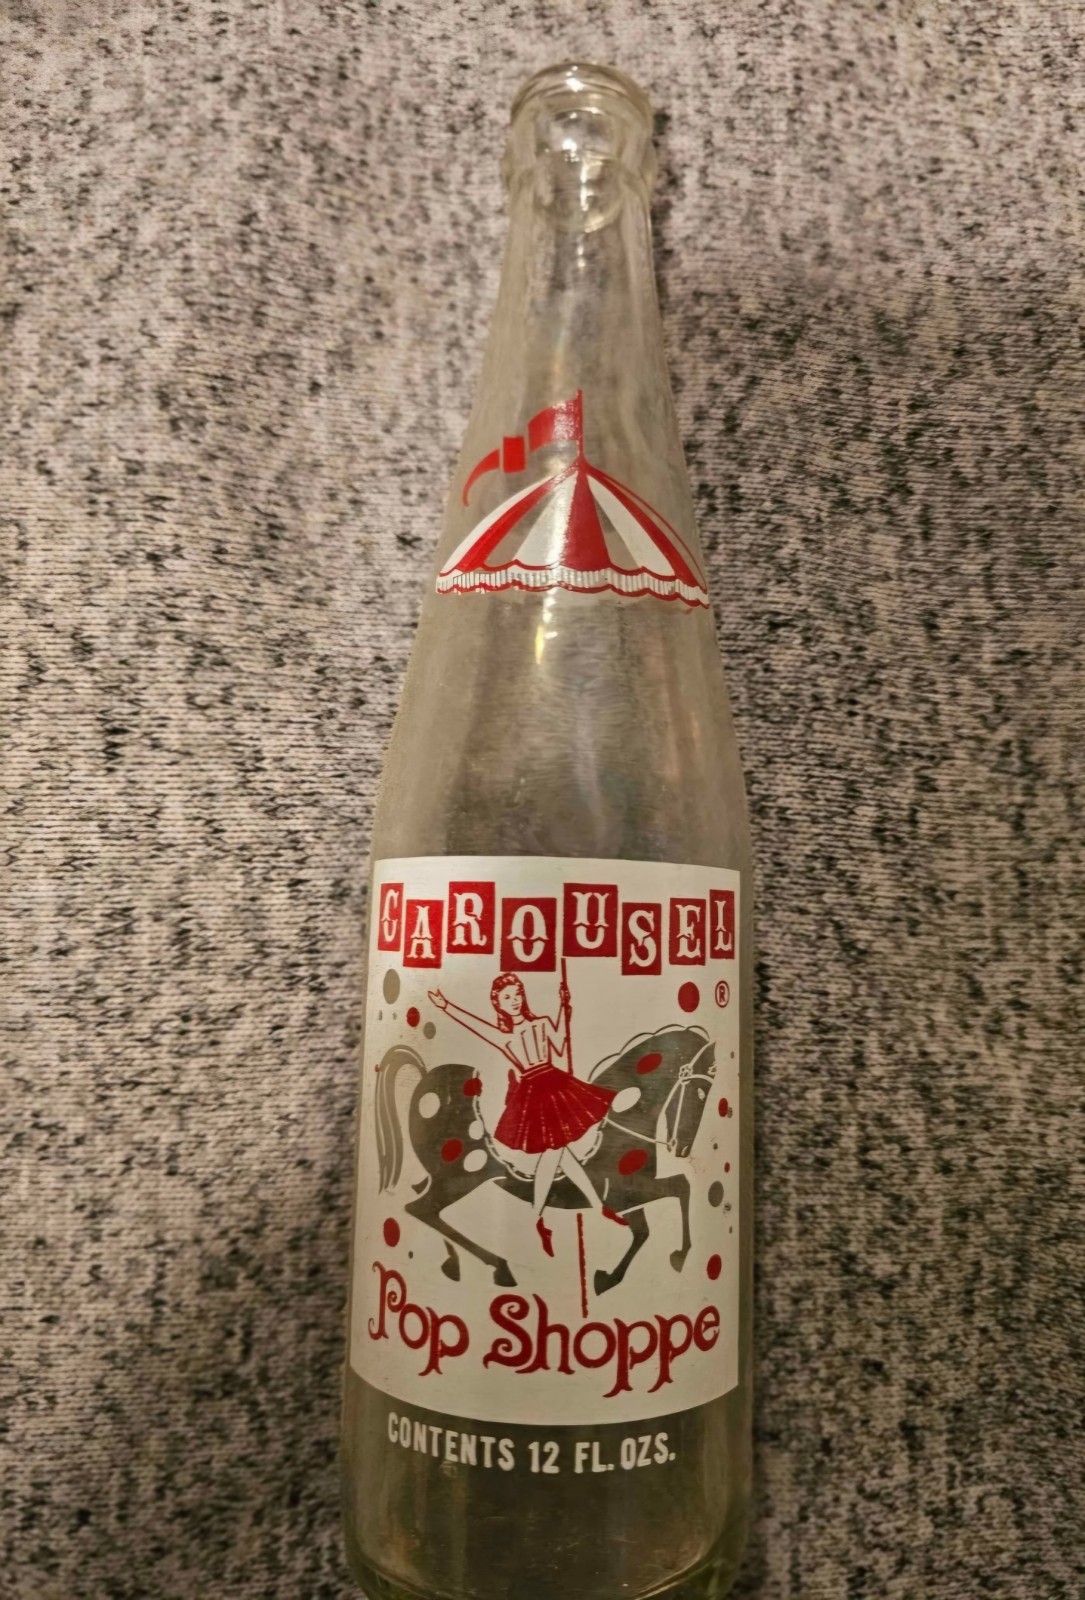 CAROUSEL
®
Pop Shoppe
CONTENTS 12 FL. OZS.